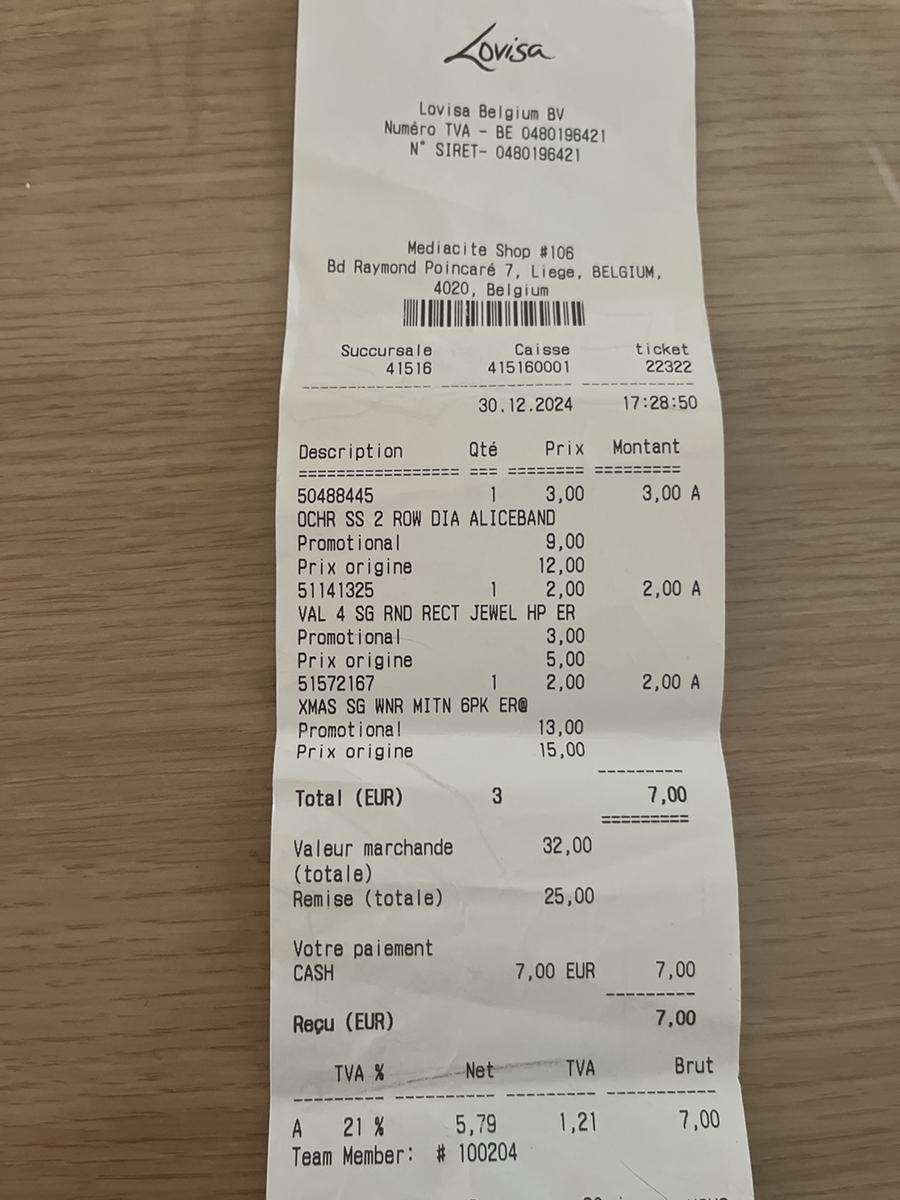 Lovisa
Lovisa Belgium BV
Numéro TVA - BE 0480196421
N° SIRET- 0480196421
Mediacite Shop #106
Bd Raymond Poincaré 7, Liege, BELGIUM,
4020, Belgium
Succursale Caisse ticket
41516 415160001 22322
30.12.2024 17:28:50
Description Qté Prix Montant
================= === ======== =========
50488445 1 3,00 3,00 A
OCHR SS 2 ROW DIA ALICEBAND
Promotional 9,00
Prix origine 12,00
51141325 1 2,00 2,00 A
VAL 4 SG RND RECT JEWEL HP ER
Promotional 3,00
Prix origine 5,00
51572167 1 2,00 2,00 A
XMAS SG WNR MITN 6PK ER@
Promotional 13,00
Prix origine 15,00
---------
Total (EUR) 3 7,00
=========
Valeur marchande 32,00
(totale)
Remise (totale) 25,00
Votre paiement
CASH 7,00 EUR 7,00
---------
Reçu (EUR) 7,00
TVA % Net TVA Brut
A 21 % 5,79 1,21 7,00
Team Member: # 100204